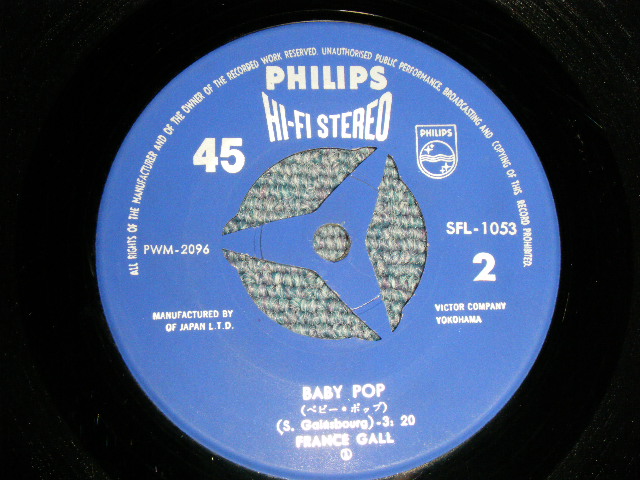 ALL RIGHTS OF THE MANUFACTURER AND OF THE OWNER OF THE RECORDED WORK RESERVED. UNAUTHORISED PUBLIC PERFORMANCE, BROADCASTING AND COPYING OF THIS RECORD PROHIBITED.
PHILIPS
HI-FI STEREO
45
PHILIPS
PWM-2096
SFL-1053
2
MANUFACTURED BY
OF JAPAN L.T.D.
VICTOR COMPANY
YOKOHAMA
BABY POP
(ベビー・ポップ)
(S. Gainsbourg)-3: 20
FRANCE GALL